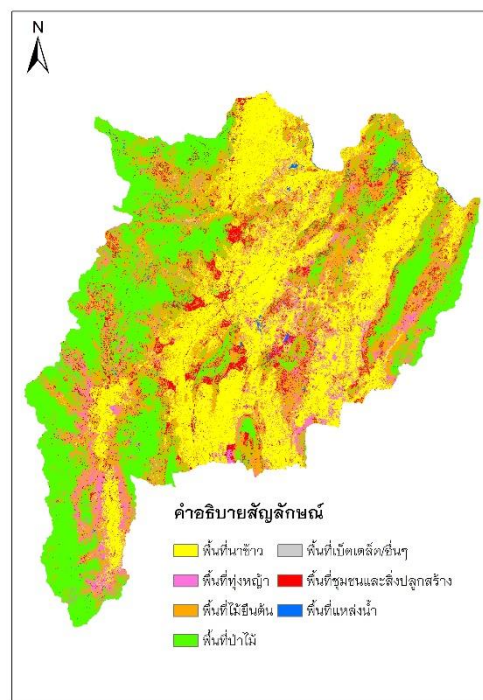 N
คำอธิบายสัญลักษณ์
พื้นที่นาข้าว
พื้นที่เบ็ตเตล็ด/อื่นๆ
พื้นที่ทุ่งหญ้า
พื้นที่ชุมชนและสิ่งปลูกสร้าง
พื้นที่ไม้ยืนต้น
พื้นที่แหล่งน้ำ
พื้นที่ป่าไม้